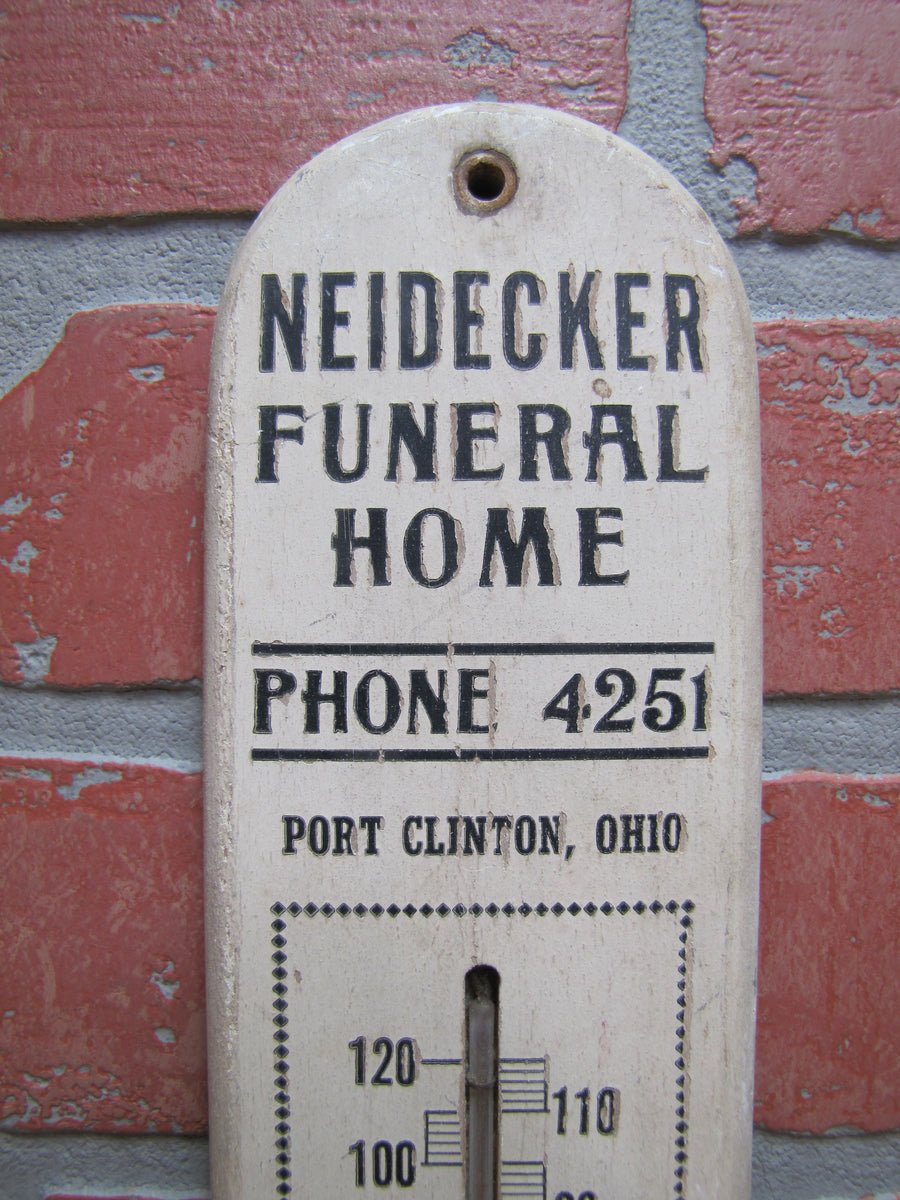 NEIDECKER
FUNERAL
HOME
PHONE 4251
PORT CLINTON, OHIO
120
110
100